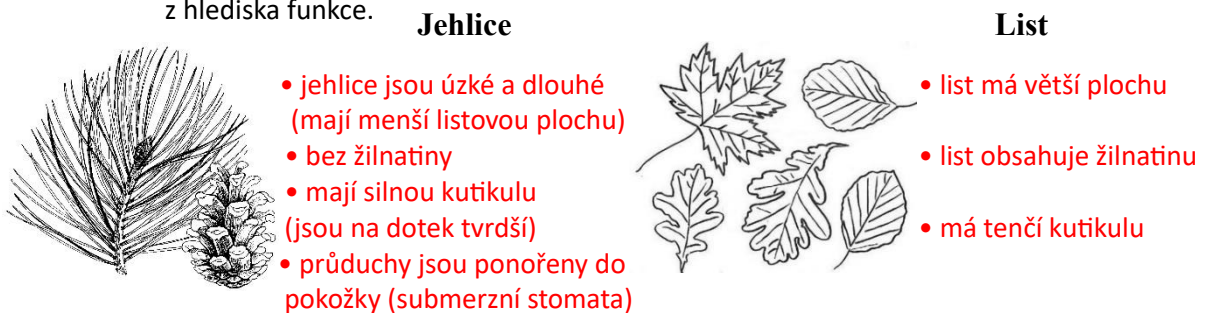 z hlediska funkce.
Jehlice
• jehlice jsou úzké a dlouhé
(mají menší listovou plochu)
• bez žilnatiny
• mají silnou kutikulu
(jsou na dotek tvrdší)
• průduchy jsou ponořeny do
pokožky (submerzní stomata)
List
• list má větší plochu
• list obsahuje žilnatinu
• má tenčí kutikulu